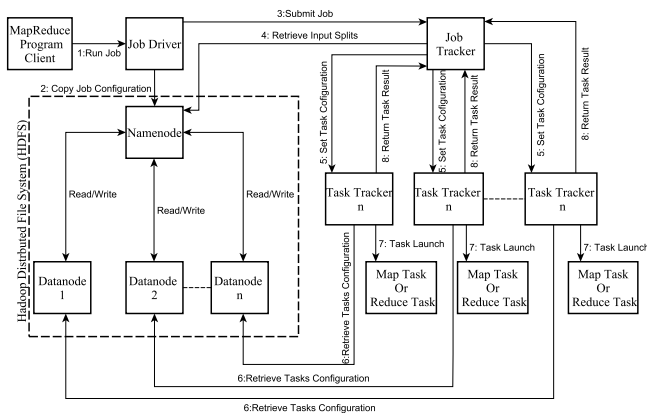 MapReduce
Program
Client
1:Run Job
Job Driver
3:Submit Job
4: Retrieve Input Splits
Job
Tracker
2: Copy Job Configuration
Hadoop Distrbuted File System (HDFS)
Namenode
Read/Write
Read/Write
Read/Write
Datanode
1
Datanode
2
Datanode
n
5: Set Task Cofiguration
8: Return Task Result
5: Set Task Cofiguration
8: Return Task Result
5: Set Task Cofiguration
8: Return Task Result
Task Tracker
n
Task Tracker
n
Task Tracker
n
7: Task Launch
7: Task Launch
7: Task Launch
Map Task
Or
Reduce Task
Map Task
Or
Reduce Task
Map Task
Or
Reduce Task
6:Retrieve Tasks Configuration
6:Retrieve Tasks Configuration
6:Retrieve Tasks Configuration